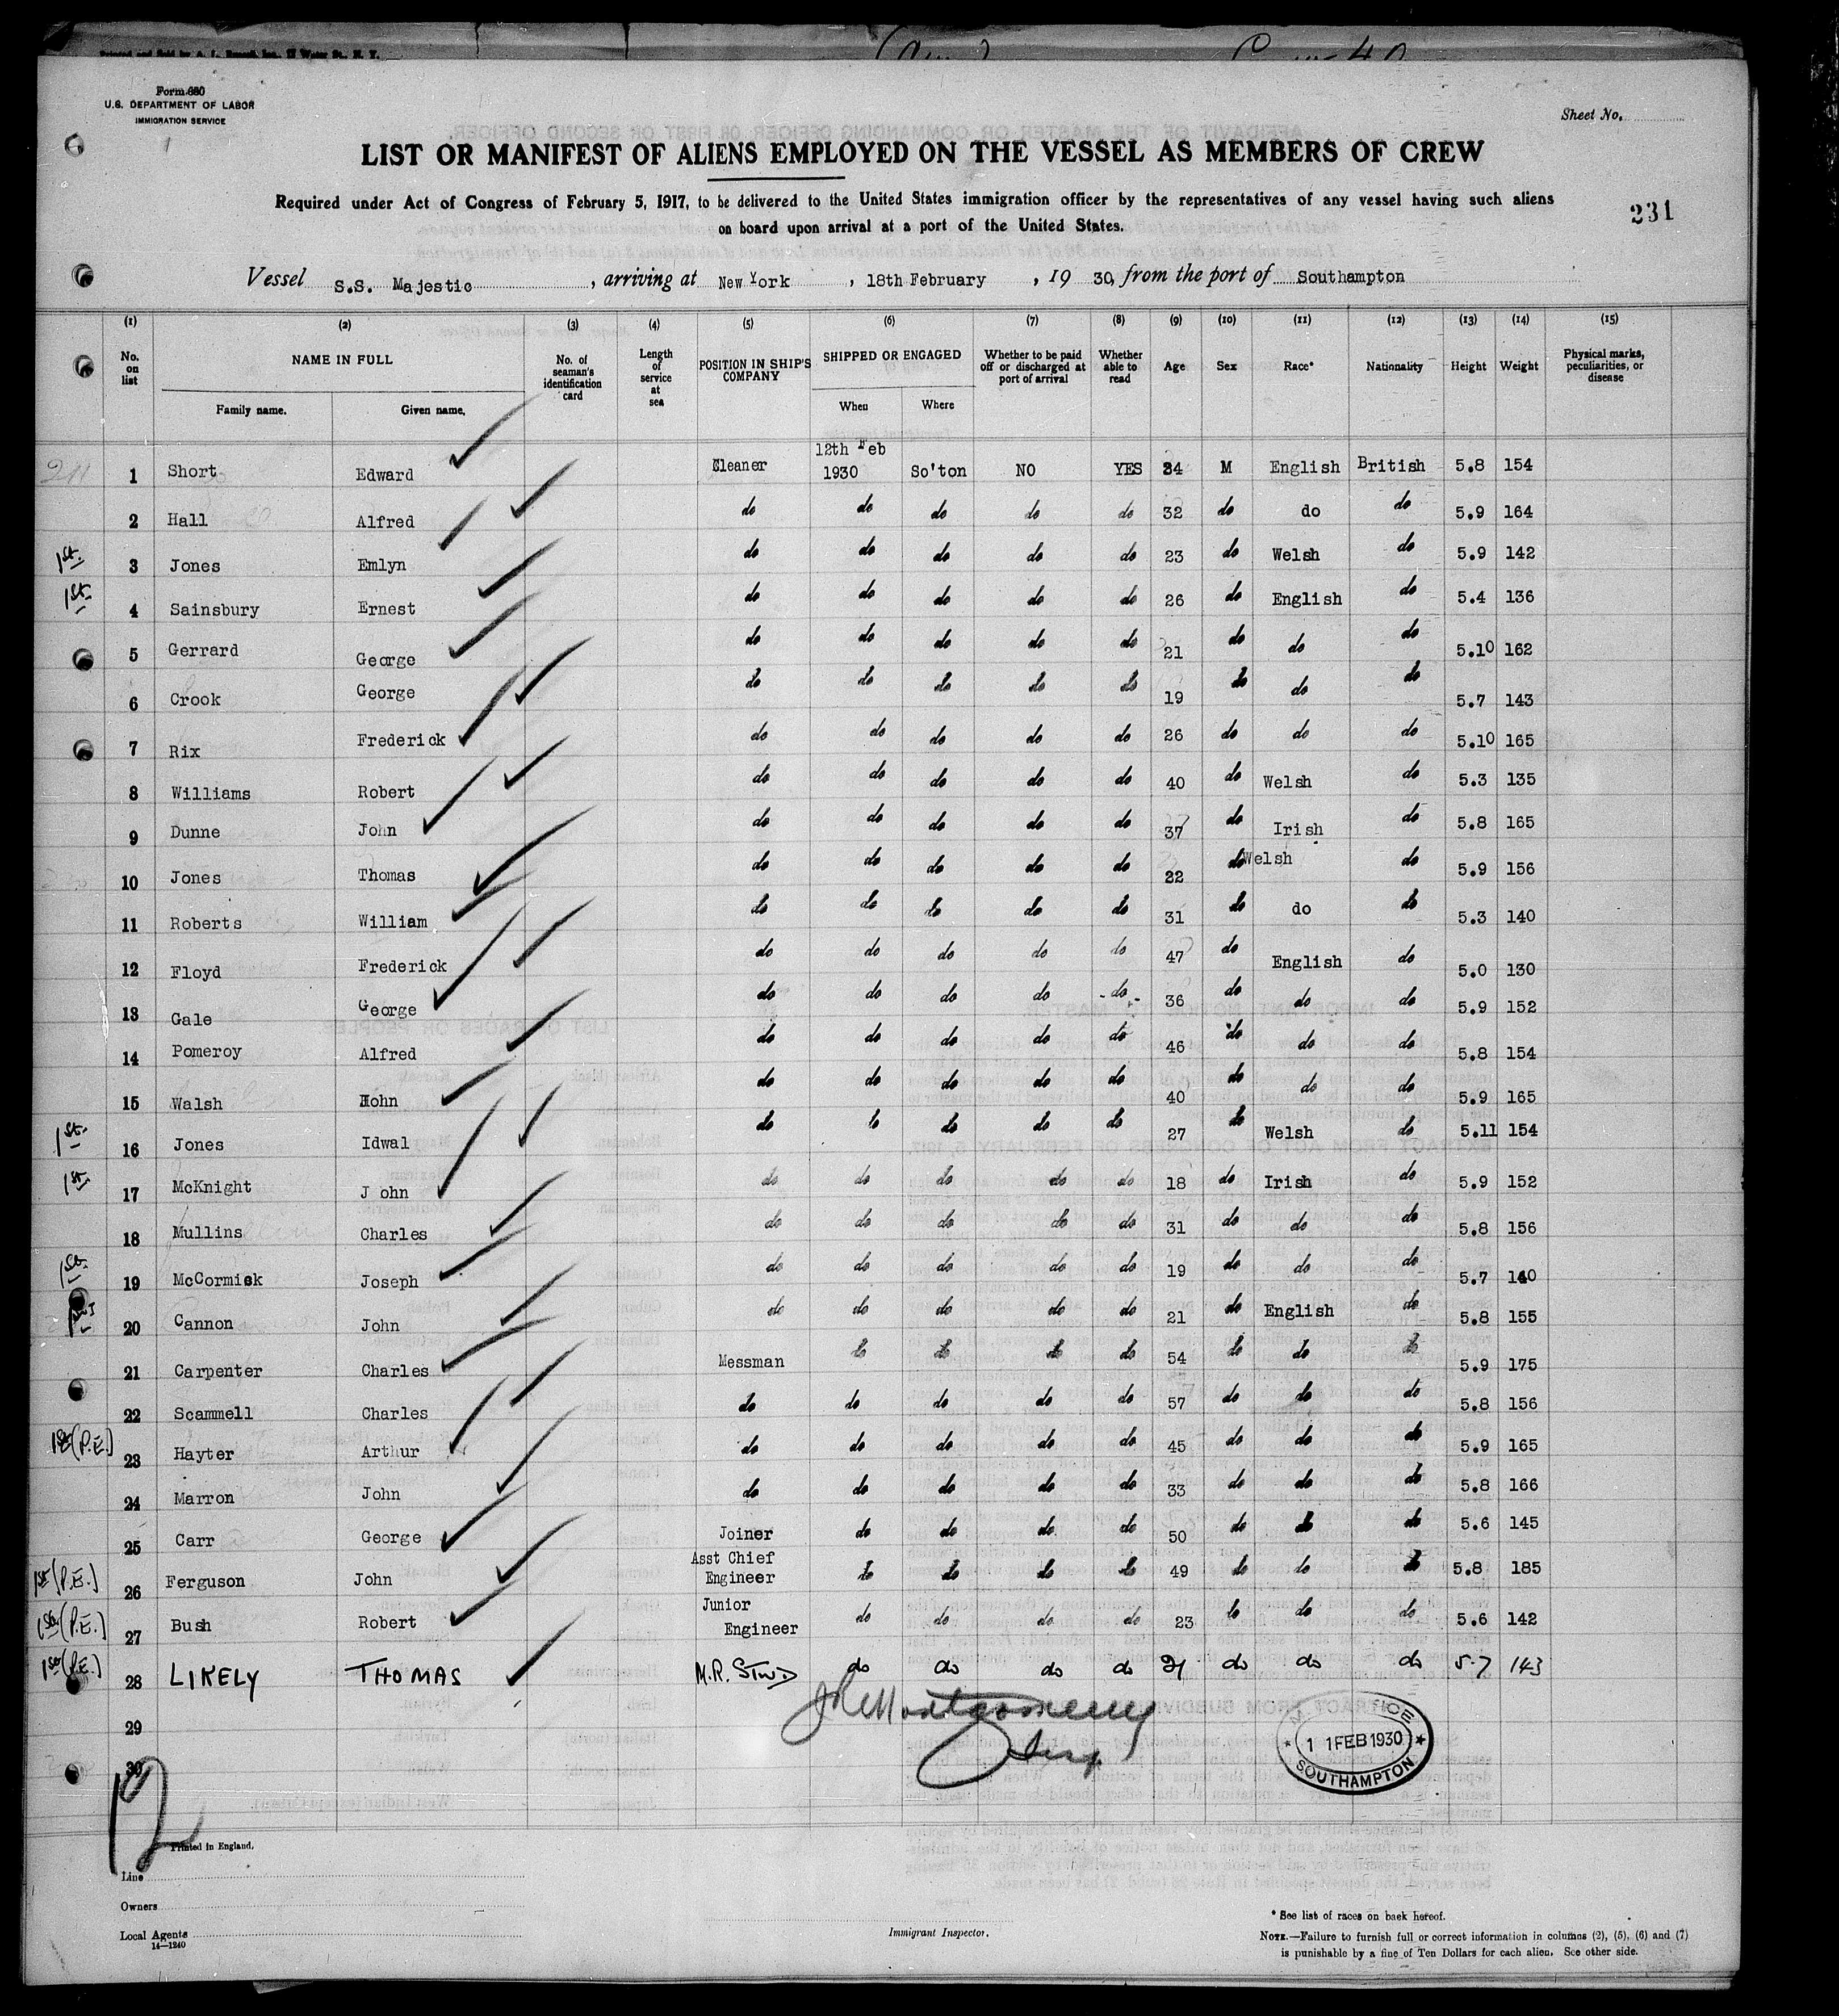 Form 680
U.S. DEPARTMENT OF LABOR
IMMIGRATION SERVICE
Sheet No.
LIST OR MANIFEST OF ALIENS EMPLOYED ON THE VESSEL AS MEMBERS OF CREW
Required under Act of Congress of February 5, 1917, to be delivered to the United States immigration officer by the representatives of any vessel having such aliens
on board upon arrival at a port of the United States.
231
Vessel S.S. Majestic , arriving at New York , 18th February , 19 30, from the port of Southampton
(1) (2) (3) (4) (5) (6) (7) (8) (9) (10) (11) (12) (13) (14) (15)
No. on list NAME IN FULL Family name. Given name. No. of seaman's identification card Length of service at sea POSITION IN SHIP'S COMPANY SHIPPED OR ENGAGED When Where Whether to be paid off or discharged at port of arrival Whether able to read Age Sex Race* Nationality Height Weight Physical marks, peculiarities, or disease
1 Short Edward Cleaner 12th Feb 1930 So'ton NO YES 34 M English British 5.8 154
2 Hall Alfred do do do do do 32 do do do 5.9 164
1st. 3 Jones Emlyn do do do do do 23 do Welsh do 5.9 142
1st. 4 Sainsbury Ernest do do do do do 26 do English do 5.4 136
5 Gerrard George do do do do do 21 do do do 5.10 162
6 Crook George do do do do do 19 do do do 5.7 143
7 Rix Frederick do do do do do 26 do do do 5.10 165
8 Williams Robert do do do do do 40 do Welsh do 5.3 135
9 Dunne John do do do do do 37 do Irish do 5.8 165
10 Jones Thomas do do do do do 22 do Welsh do 5.9 156
11 Roberts William do do do do do 31 do do do 5.3 140
12 Floyd Frederick do do do do do 47 do English do 5.0 130
13 Gale George do do do do do 36 do do do 5.9 152
14 Pomeroy Alfred do do do do do 46 do do do 5.8 154
15 Walsh John do do do do do 40 do do do 5.9 165
1st. 16 Jones Idwal do do do do do 27 do Welsh do 5.11 154
1st. 17 McKnight John do do do do do 18 do Irish do 5.9 152
18 Mullins Charles do do do do do 31 do do do 5.8 156
1st. 19 McCormick Joseph do do do do do 19 do do do 5.7 140
20 Cannon John do do do do do 21 do English do 5.8 155
21 Carpenter Charles Messman do do do do 54 do do do 5.9 175
22 Scammell Charles do do do do do 57 do do do 5.8 156
1st (P.E.) 23 Hayter Arthur do do do do do 45 do do do 5.9 165
24 Marron John do do do do do 33 do do do 5.8 166
25 Carr George Joiner do do do do 50 do do do 5.6 145
1st (P.E.) 26 Ferguson John Asst Chief Engineer do do do do 49 do do do 5.8 185
1st (P.E.) 27 Bush Robert Junior Engineer do do do do 23 do do do 5.6 142
1st (P.E.) 28 LIKELY THOMAS M.R. STWD do do do do 21 do do do 5.7 143
29
30
JR Montgomery
Surg.
11 FEB 1930
SOUTHAMPTON
12
Printed in England.
Line
Owners
Local Agents
14—1240
Immigrant Inspector.
* See list of races on back hereof.
NOTE.—Failure to furnish full or correct information in columns (2), (5), (6) and (7)
is punishable by a fine of Ten Dollars for each alien. See other side.